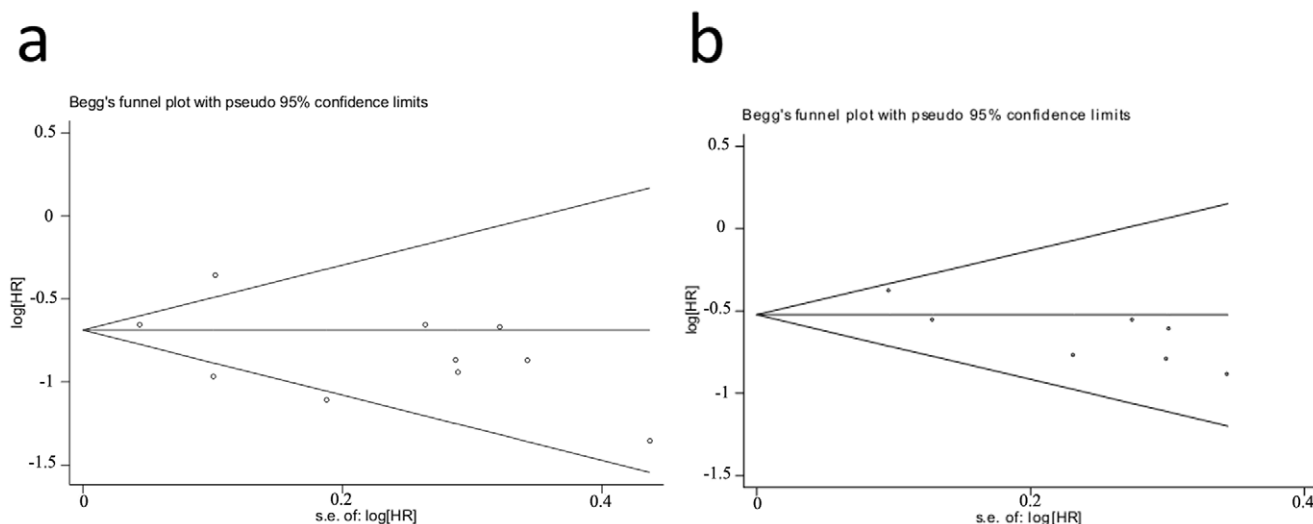 a
Begg's funnel plot with pseudo 95% confidence limits
0.5
0
-0.5
-1
-1.5
log[HR]
0
0.2
0.4
s.e. of: log[HR]
b
Begg's funnel plot with pseudo 95% confidence limits
0.5
0
-0.5
-1
-1.5
log[HR]
0
0.2
0.4
s.e. of: log[HR]